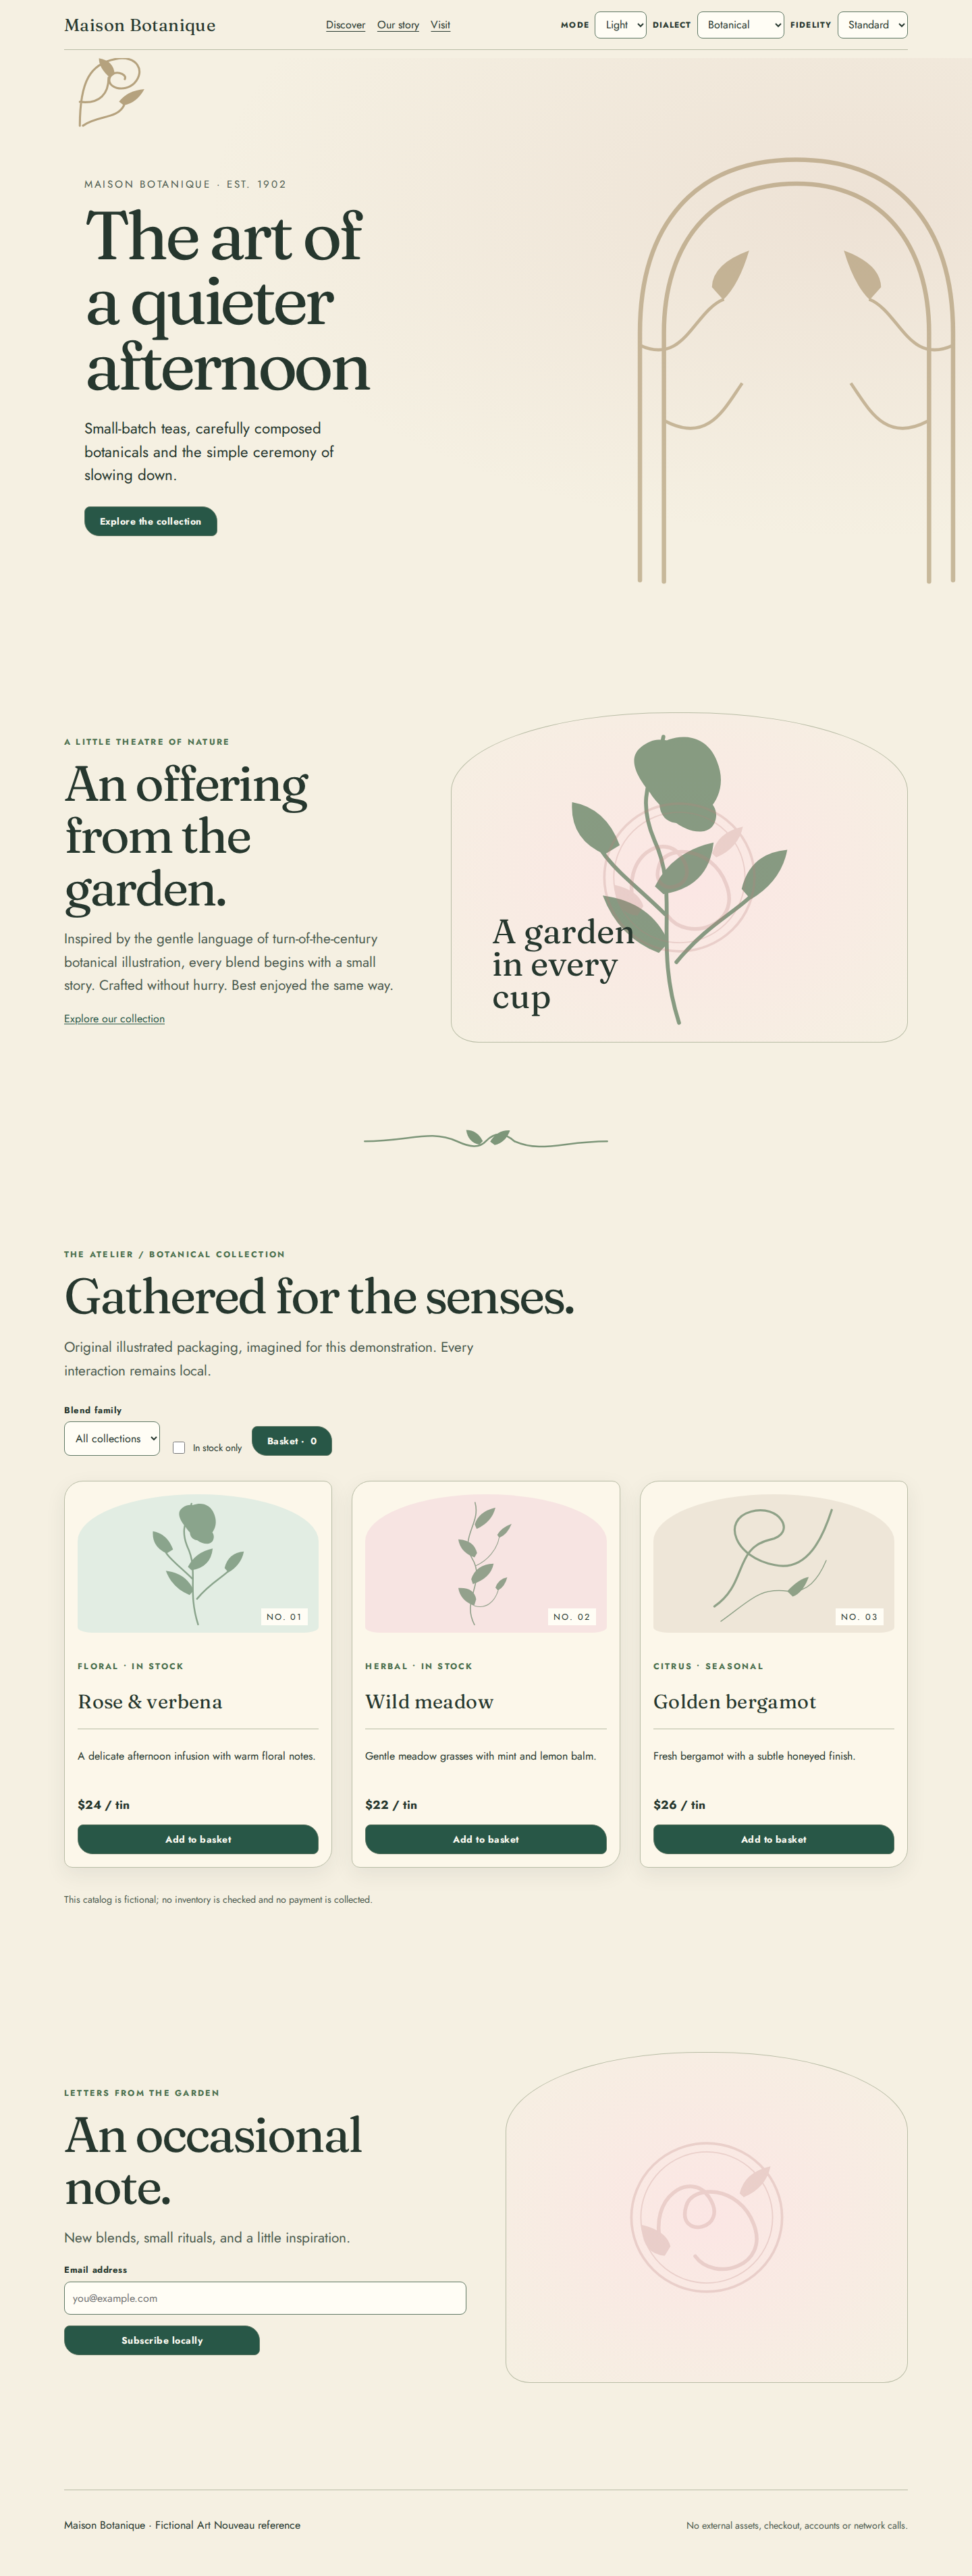 Maison Botanique
Discover Our story Visit
MODE Light DIALECT Botanical FIDELITY Standard
MAISON BOTANIQUE · EST. 1902
The art of
a quieter
afternoon
Small-batch teas, carefully composed
botanicals and the simple ceremony of
slowing down.
Explore the collection
A LITTLE THEATRE OF NATURE
An offering
from the
garden.
Inspired by the gentle language of turn-of-the-century
botanical illustration, every blend begins with a small
story. Crafted without hurry. Best enjoyed the same way.
Explore our collection
A garden
in every
cup
THE ATELIER / BOTANICAL COLLECTION
Gathered for the senses.
Original illustrated packaging, imagined for this demonstration. Every
interaction remains local.
Blend family
All collections In stock only Basket · 0
NO. 01
FLORAL · IN STOCK
Rose & verbena
A delicate afternoon infusion with warm floral notes.
$24 / tin
Add to basket
NO. 02
HERBAL · IN STOCK
Wild meadow
Gentle meadow grasses with mint and lemon balm.
$22 / tin
Add to basket
NO. 03
CITRUS · SEASONAL
Golden bergamot
Fresh bergamot with a subtle honeyed finish.
$26 / tin
Add to basket
This catalog is fictional; no inventory is checked and no payment is collected.
LETTERS FROM THE GARDEN
An occasional
note.
New blends, small rituals, and a little inspiration.
Email address
you@example.com
Subscribe locally
Maison Botanique · Fictional Art Nouveau reference
No external assets, checkout, accounts or network calls.